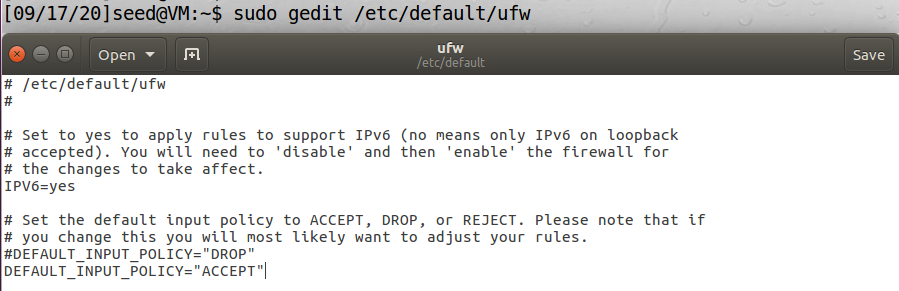 [09/17/20]seed@VM:~$ sudo gedit /etc/default/ufw
Open
ufw
/etc/default
Save
# /etc/default/ufw
#
# Set to yes to apply rules to support IPv6 (no means only IPv6 on loopback
# accepted). You will need to 'disable' and then 'enable' the firewall for
# the changes to take affect.
IPV6=yes
# Set the default input policy to ACCEPT, DROP, or REJECT. Please note that if
# you change this you will most likely want to adjust your rules.
#DEFAULT_INPUT_POLICY="DROP"
DEFAULT_INPUT_POLICY="ACCEPT"